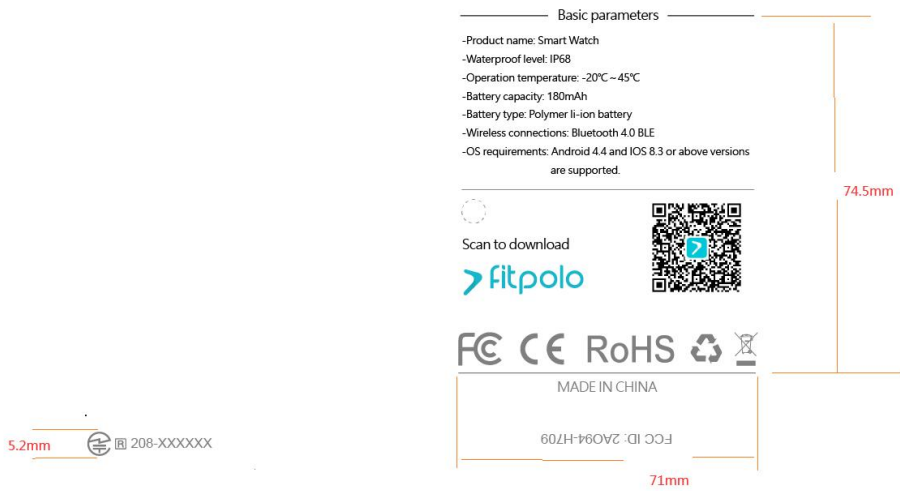 Basic parameters
-Product name: Smart Watch
-Waterproof level: IP68
-Operation temperature: -20℃~45℃
-Battery capacity: 180mAh
-Battery type: Polymer li-ion battery
-Wireless connections: Bluetooth 4.0 BLE
-OS requirements: Android 4.4 and IOS 8.3 or above versions
are supported.
74.5mm
Scan to download
fitpolo
FC CE RoHS
MADE IN CHINA
5.2mm
R 208-XXXXXX
FCC ID: 2AO94-H709
71mm